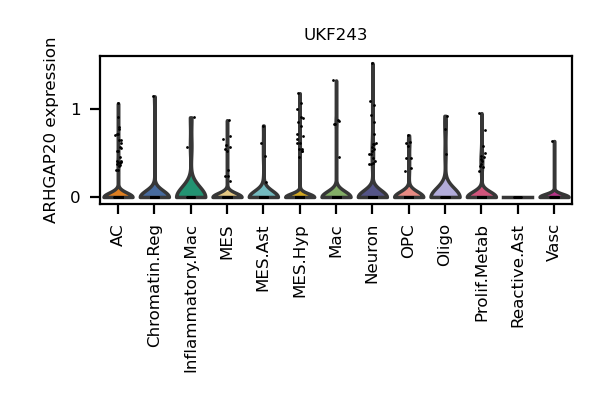 UKF243
ARHGAP20 expression
1
0
AC
Chromatin.Reg
Inflammatory.Mac
MES
MES.Ast
MES.Hyp
Mac
Neuron
OPC
Oligo
Prolif.Metab
Reactive.Ast
Vasc